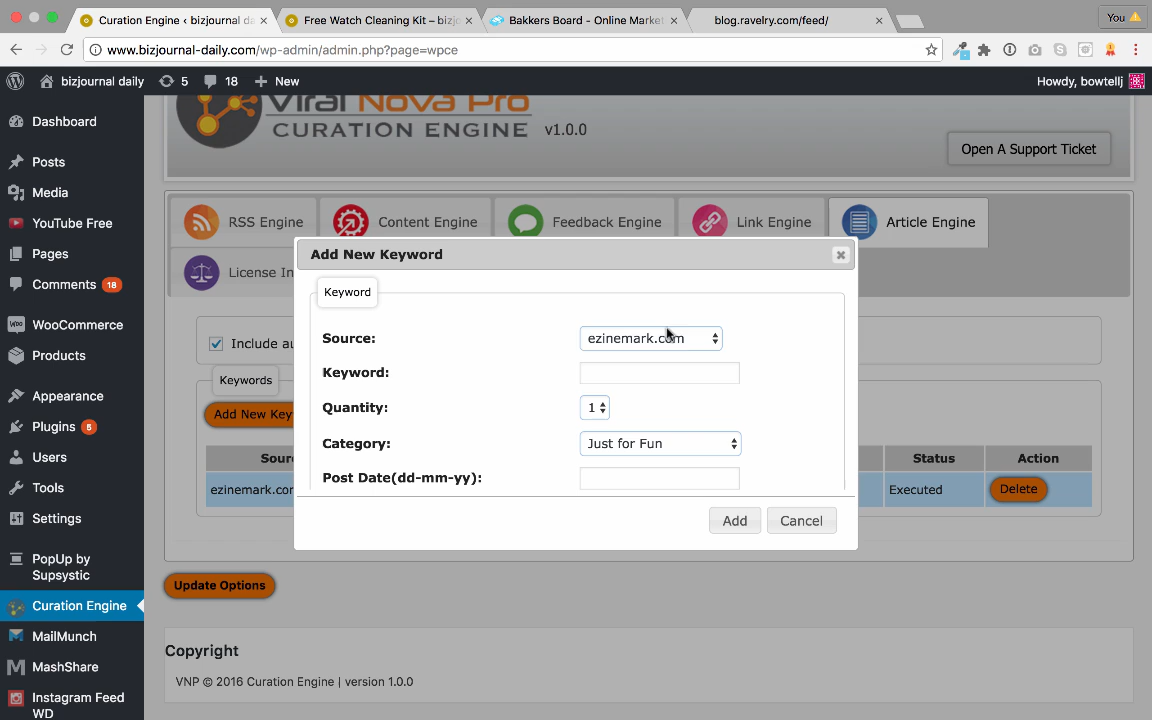 Curation Engine ‹ bizjournal da
Free Watch Cleaning Kit – bizjo
Bakkers Board - Online Market
blog.ravelry.com/feed/
You
www.bizjournal-daily.com/wp-admin/admin.php?page=wpce
bizjournal daily
5
18
New
Howdy, bowtellj
Dashboard
Posts
Media
YouTube Free
Pages
Comments 18
WooCommerce
Products
Appearance
Plugins 5
Users
Tools
Settings
PopUp by
Supsystic
Curation Engine
MailMunch
MashShare
Instagram Feed
WD
Viral Nova Pro
CURATION ENGINE v1.0.0
Open A Support Ticket
RSS Engine
Content Engine
Feedback Engine
Link Engine
Article Engine
License In
Include au
Keywords
Add New Key
Sour
Status
Action
ezinemark.cor
Executed
Delete
Add New Keyword
Keyword
Source:
ezinemark.com
Keyword:
Quantity:
1
Category:
Just for Fun
Post Date(dd-mm-yy):
Add
Cancel
Update Options
Copyright
VNP © 2016 Curation Engine | version 1.0.0